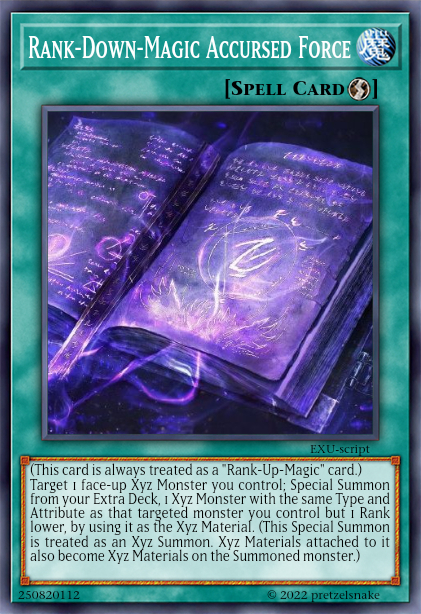 Rank-Down-Magic Accursed Force
魔
[Spell Card]
EXU-script
(This card is always treated as a "Rank-Up-Magic" card.)
Target 1 face-up Xyz Monster you control; Special Summon
from your Extra Deck, 1 Xyz Monster with the same Type and
Attribute as that targeted monster you control but 1 Rank
lower, by using it as the Xyz Material. (This Special Summon
is treated as an Xyz Summon. Xyz Materials attached to it
also become Xyz Materials on the Summoned monster.)
250820112
© 2022 pretzelsnake